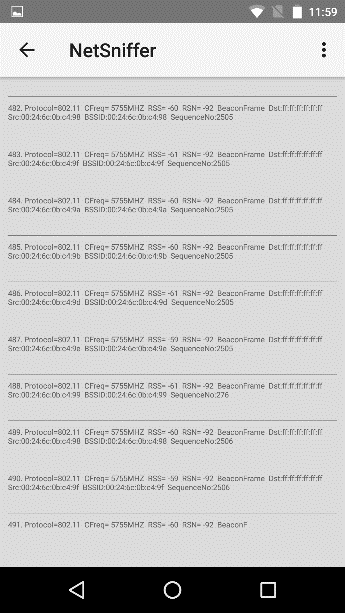 11:59
NetSniffer
482. Protocol=802.11 CFreq= 5755MHZ RSS= -60 RSN= -92 BeaconFrame Dst:ff:ff:ff:ff:ff:ff
Src:00:24:6c:0b:c4:98 BSSID:00:24:6c:0b:c4:98 SequenceNo:2505
483. Protocol=802.11 CFreq= 5755MHZ RSS= -61 RSN= -92 BeaconFrame Dst:ff:ff:ff:ff:ff:ff
Src:00:24:6c:0b:c4:9f BSSID:00:24:6c:0b:c4:9f SequenceNo:2505
484. Protocol=802.11 CFreq= 5755MHZ RSS= -60 RSN= -92 BeaconFrame Dst:ff:ff:ff:ff:ff:ff
Src:00:24:6c:0b:c4:9a BSSID:00:24:6c:0b:c4:9a SequenceNo:2505
485. Protocol=802.11 CFreq= 5755MHZ RSS= -60 RSN= -92 BeaconFrame Dst:ff:ff:ff:ff:ff:ff
Src:00:24:6c:0b:c4:9b BSSID:00:24:6c:0b:c4:9b SequenceNo:2505
486. Protocol=802.11 CFreq= 5755MHZ RSS= -61 RSN= -92 BeaconFrame Dst:ff:ff:ff:ff:ff:ff
Src:00:24:6c:0b:c4:9d BSSID:00:24:6c:0b:c4:9d SequenceNo:2505
487. Protocol=802.11 CFreq= 5755MHZ RSS= -59 RSN= -92 BeaconFrame Dst:ff:ff:ff:ff:ff:ff
Src:00:24:6c:0b:c4:9e BSSID:00:24:6c:0b:c4:9e SequenceNo:2505
488. Protocol=802.11 CFreq= 5755MHZ RSS= -61 RSN= -92 BeaconFrame Dst:ff:ff:ff:ff:ff:ff
Src:00:24:6c:0b:c4:99 BSSID:00:24:6c:0b:c4:99 SequenceNo:276
489. Protocol=802.11 CFreq= 5755MHZ RSS= -60 RSN= -92 BeaconFrame Dst:ff:ff:ff:ff:ff:ff
Src:00:24:6c:0b:c4:98 BSSID:00:24:6c:0b:c4:98 SequenceNo:2506
490. Protocol=802.11 CFreq= 5755MHZ RSS= -59 RSN= -92 BeaconFrame Dst:ff:ff:ff:ff:ff:ff
Src:00:24:6c:0b:c4:9f BSSID:00:24:6c:0b:c4:9f SequenceNo:2506
491. Protocol=802.11 CFreq= 5755MHZ RSS= -60 RSN= -92 BeaconF